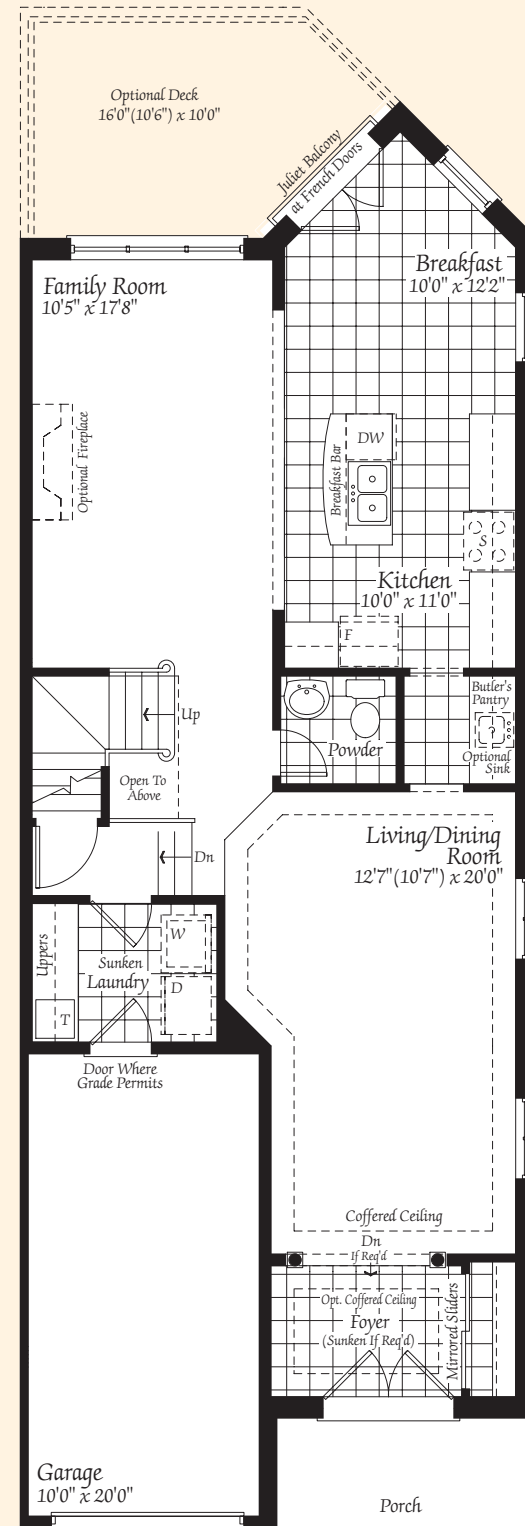 Optional Deck
16'0"(10'6") x 10'0"
Juliet Balcony
at French Doors
Family Room
10'5" x 17'8"
Breakfast
10'0" x 12'2"
Optional Fireplace
DW
Breakfast Bar
S
Kitchen
10'0" x 11'0"
F
Up
Butler's
Pantry
Optional
Sink
Powder
Open To
Above
Dn
Living/Dining
Room
12'7"(10'7") x 20'0"
Uppers
W
Sunken
Laundry
D
T
Door Where
Grade Permits
Coffered Ceiling
Dn
If Req'd
Opt. Coffered Ceiling
Foyer
(Sunken If Req'd)
Mirrored Sliders
Garage
10'0" x 20'0"
Porch